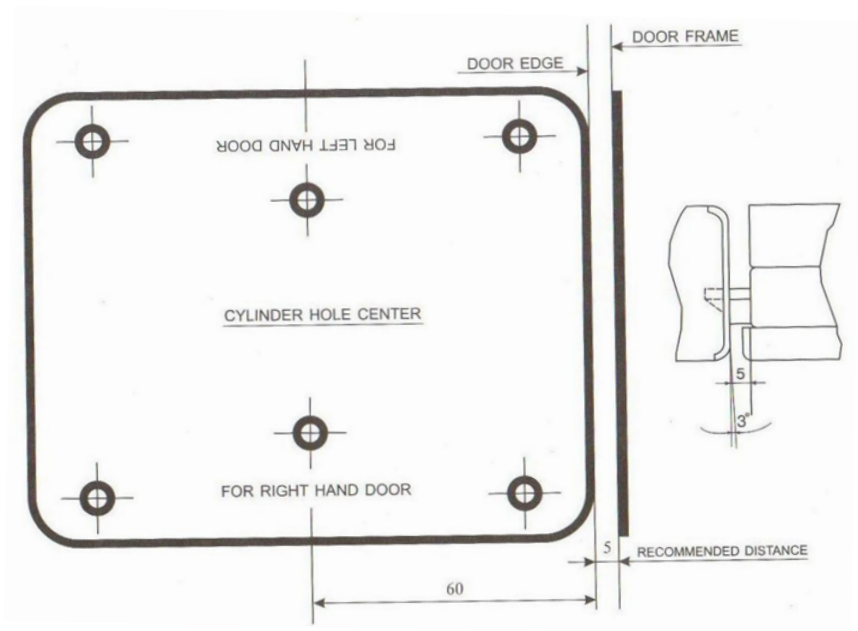 DOOR FRAME
DOOR EDGE
FOR LEFT HAND DOOR
CYLINDER HOLE CENTER
5
3°
FOR RIGHT HAND DOOR
5
RECOMMENDED DISTANCE
60